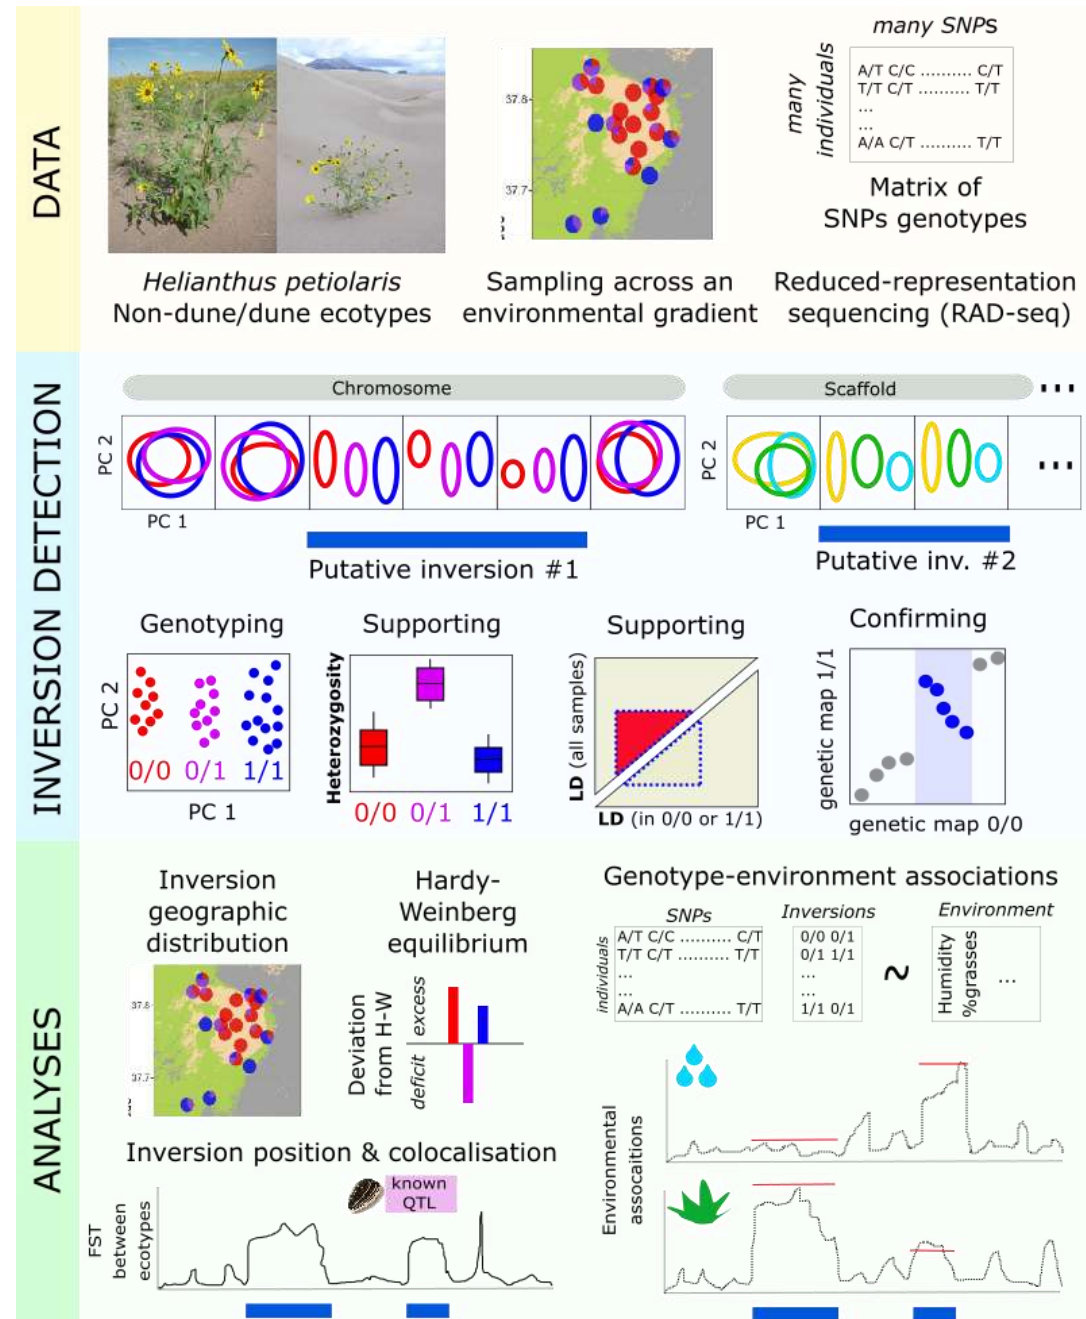 DATA
many SNPs
many
individuals
A/T C/C .......... C/T
T/T C/T .......... T/T
...
...
A/A C/T .......... T/T
37.8
37.7
Matrix of
SNPs genotypes
Helianthus petiolaris
Non-dune/dune ecotypes
Sampling across an
environmental gradient
Reduced-representation
sequencing (RAD-seq)
INVERSION DETECTION
Chromosome
Scaffold
...
PC 2
PC 1
PC 2
PC 1
...
Putative inversion #1
Putative inv. #2
Genotyping
Supporting
Supporting
Confirming
PC 2
0/0 0/1 1/1
PC 1
Heterozygosity
0/0 0/1 1/1
LD (all samples)
LD (in 0/0 or 1/1)
genetic map 1/1
genetic map 0/0
ANALYSES
Inversion
geographic
distribution
37.8
37.7
Hardy-
Weinberg
equilibrium
Deviation
from H-W
excess
deficit
Genotype-environment associations
SNPs
Inversions
Environment
individuals
A/T C/C .......... C/T
T/T C/T .......... T/T
...
...
A/A C/T .......... T/T
0/0 0/1
0/1 1/1
...
...
1/1 0/1
~
Humidity
%grasses
...
Inversion position & colocalisation
known
QTL
FST
between
ecotypes
Environmental
assocaitions